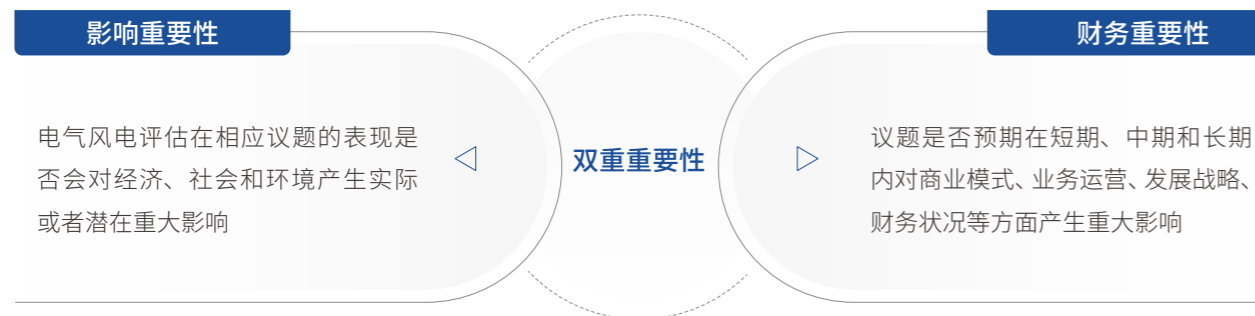 影响重要性
电气风电评估在相应议题的表现是
否会对经济、社会和环境产生实际
或者潜在重大影响
双重重要性
财务重要性
议题是否预期在短期、中期和长期
内对商业模式、业务运营、发展战略、
财务状况等方面产生重大影响